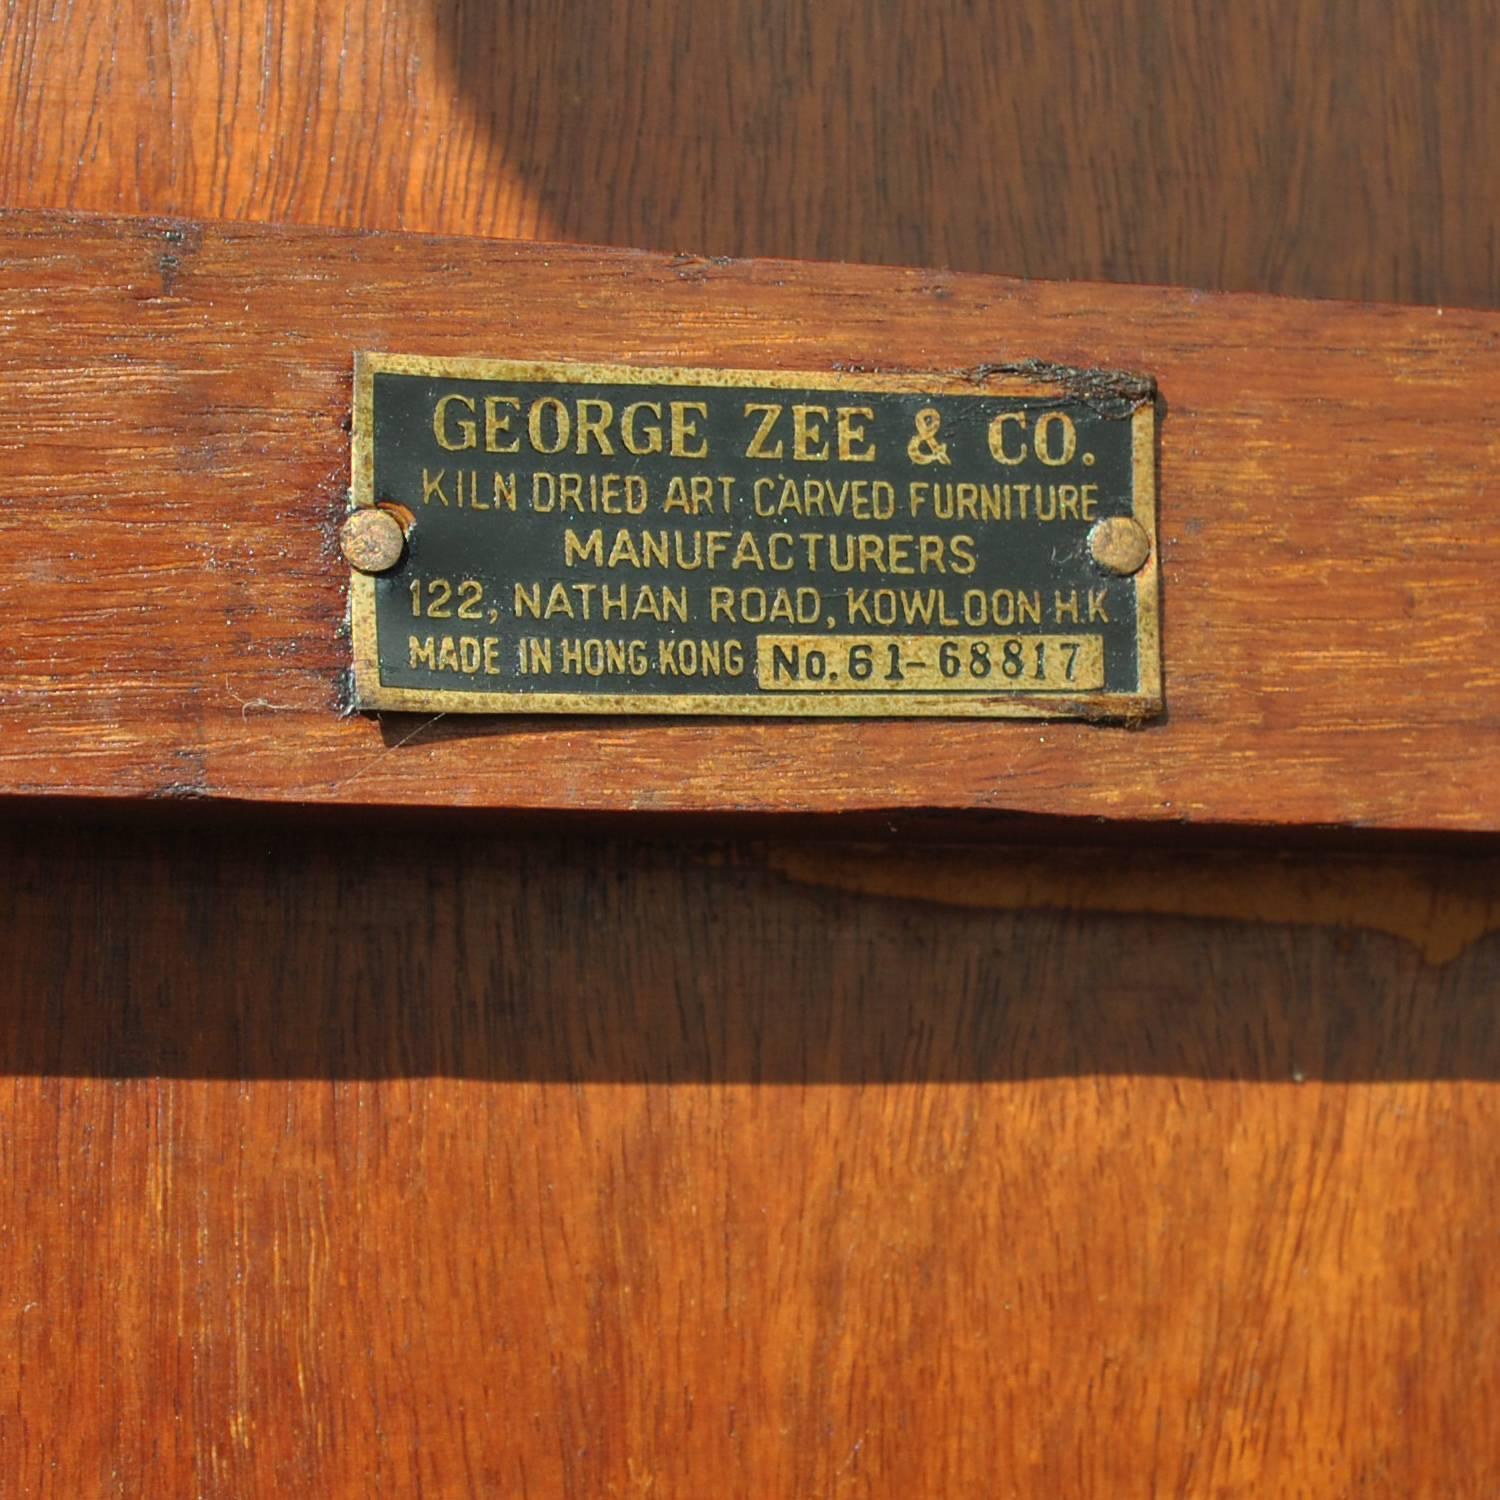 GEORGE ZEE & CO.
KILN DRIED ART CARVED FURNITURE
MANUFACTURERS
122, NATHAN ROAD, KOWLOON H.K
MADE IN HONG KONG No. 61-68817